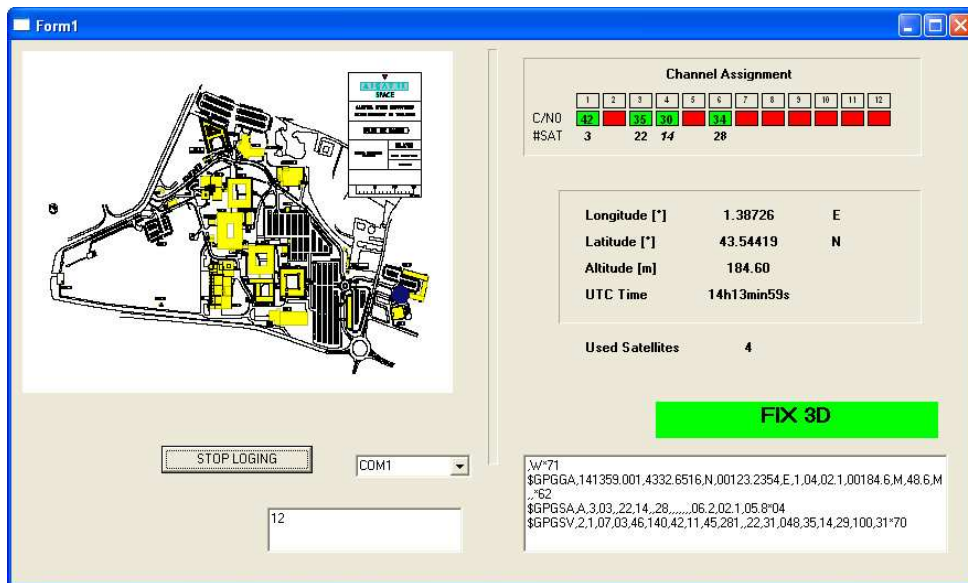 Form1
SPACE
Channel Assignment
1 2 3 4 5 6 7 8 9 10 11 12
C/N0 42 35 30 34
#SAT 3 22 14 28
Longitude [°] 1.38726 E
Latitude [°] 43.54419 N
Altitude [m] 184.60
UTC Time 14h13min59s
Used Satellites 4
FIX 3D
STOP LOGING
COM1
12
,W*71
$GPGGA,141359.001,4332.6516,N,00123.2354,E,1,04,02.1,00184.6,M,48.6,M
,,*62
$GPGSA,A,3,03,,22,14,,28,,,,,,,06.2,02.1,05.8*04
$GPGSV,2,1,07,03,46,140,42,11,45,281,,22,31,048,35,14,29,100,31*70